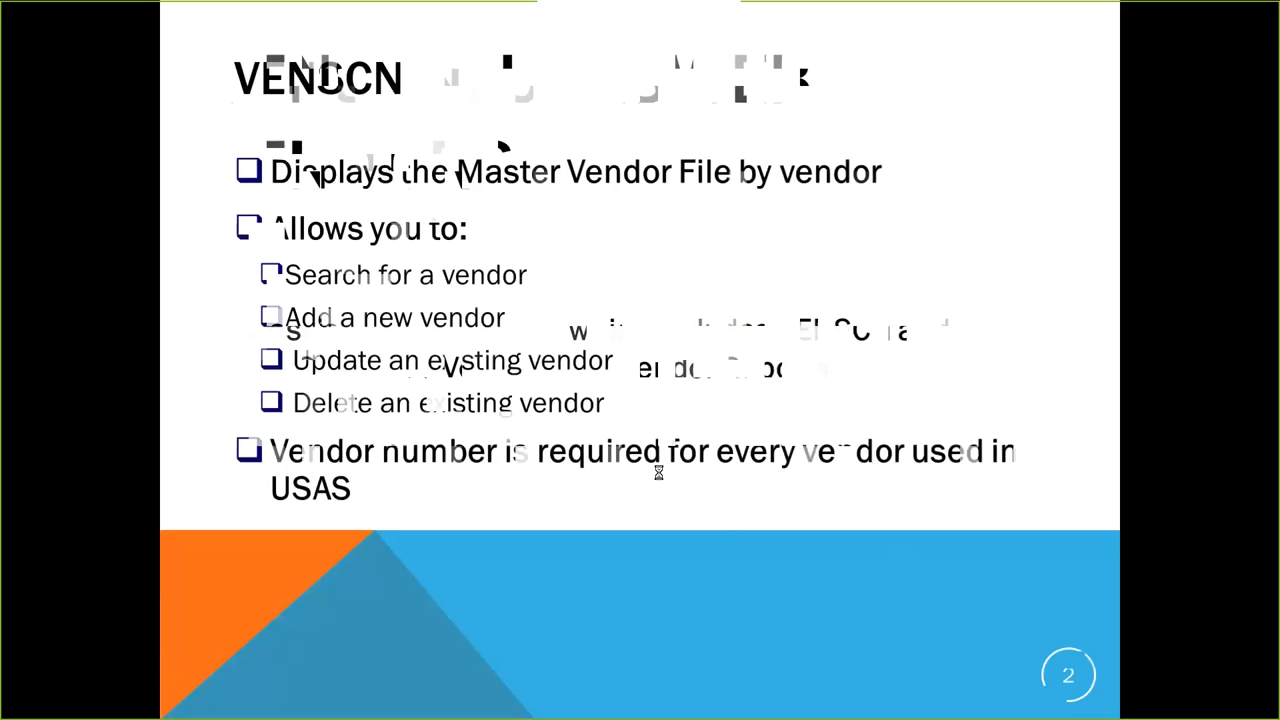 VENSCN
❑ Displays the Master Vendor File by vendor
❑ Allows you to:
❑ Search for a vendor
❑ Add a new vendor
❑ Update an existing vendor
❑ Delete an existing vendor
❑ Vendor number is required for every vendor used in
USAS
2